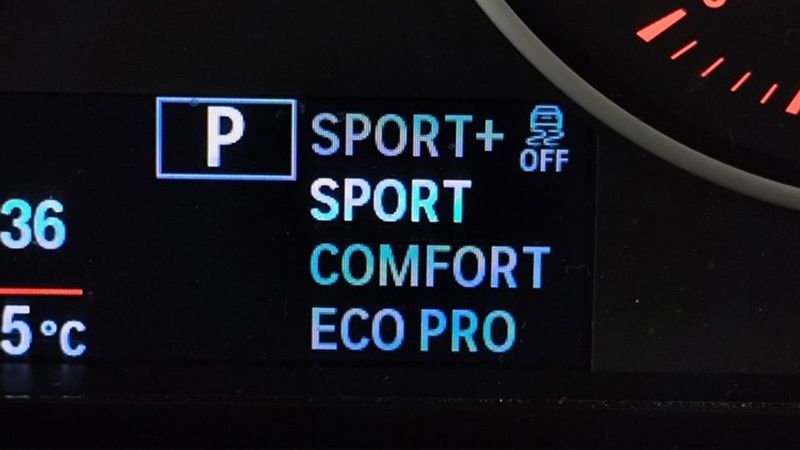 P
SPORT+
OFF
SPORT
36
COMFORT
5°C
ECO PRO